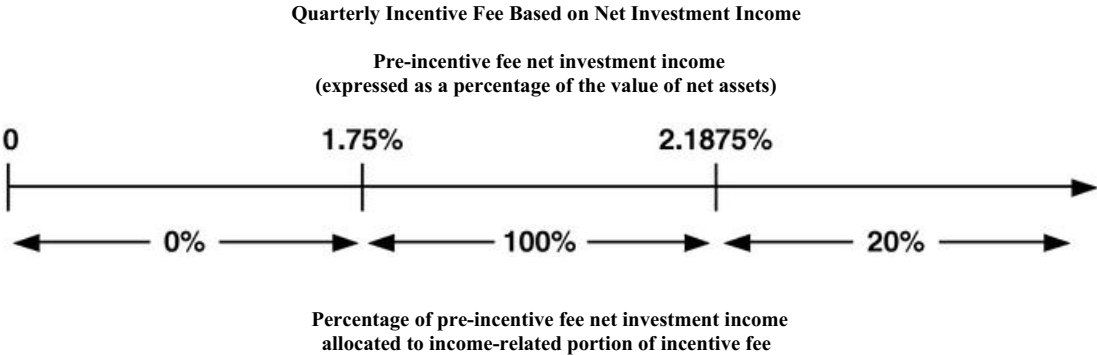 Quarterly Incentive Fee Based on Net Investment Income
Pre-incentive fee net investment income
(expressed as a percentage of the value of net assets)
0 1.75% 2.1875%
0% 100% 20%
Percentage of pre-incentive fee net investment income
allocated to income-related portion of incentive fee